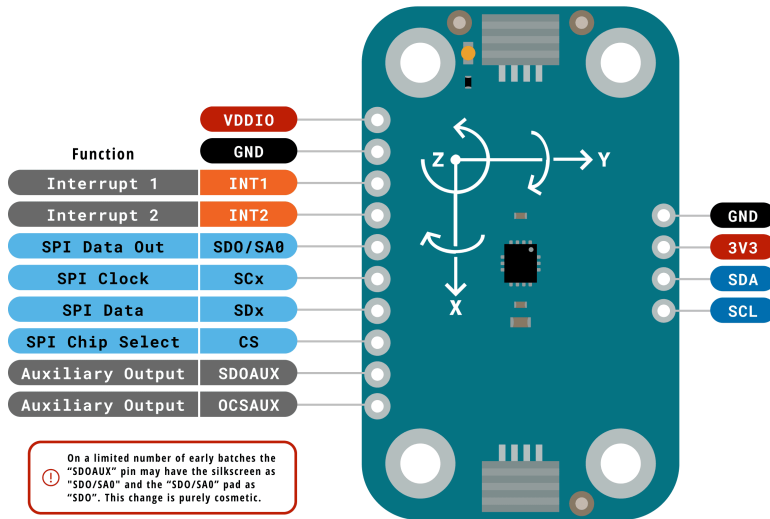 VDDIO
Function
GND
Interrupt 1 INT1
Interrupt 2 INT2
SPI Data Out SDO/SA0
SPI Clock SCx
SPI Data SDx
SPI Chip Select CS
Auxiliary Output SDOAUX
Auxiliary Output OCSAUX
Z
Y
X
GND
3V3
SDA
SCL
!
On a limited number of early batches the
“SDOAUX” pin may have the silkscreen as
"SDO/SA0" and the “SDO/SA0” pad as
“SDO”. This change is purely cosmetic.